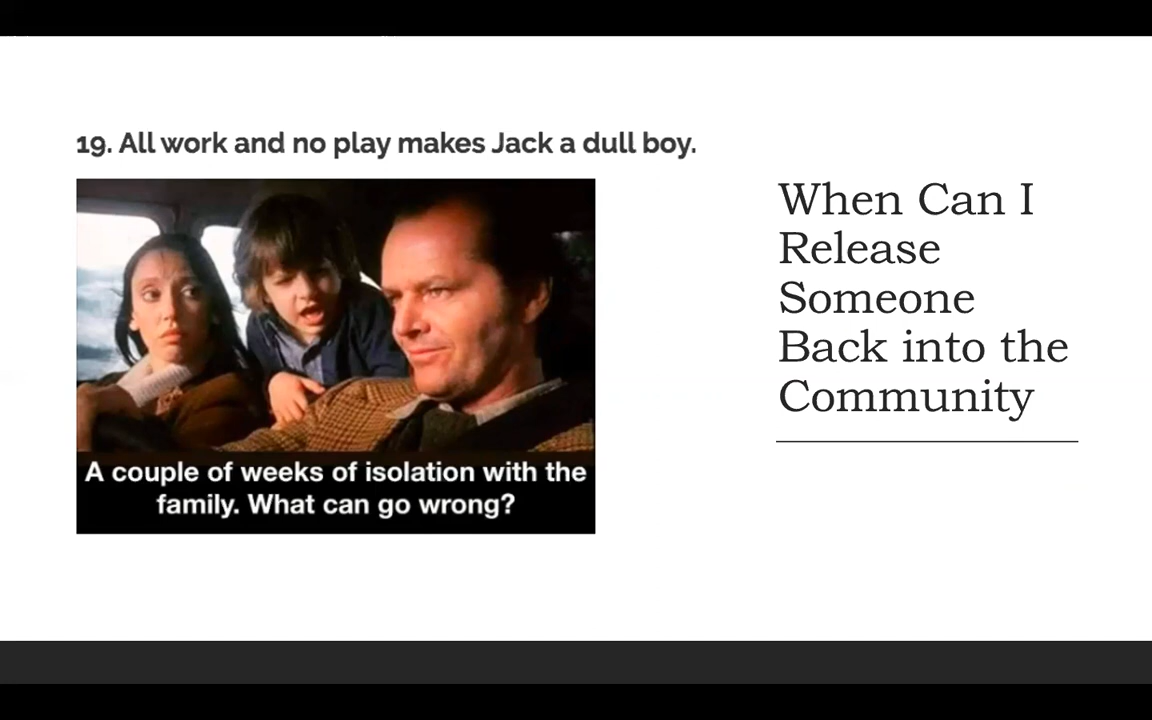 19. All work and no play makes Jack a dull boy.
A couple of weeks of isolation with the
family. What can go wrong?
When Can I
Release
Someone
Back into the
Community